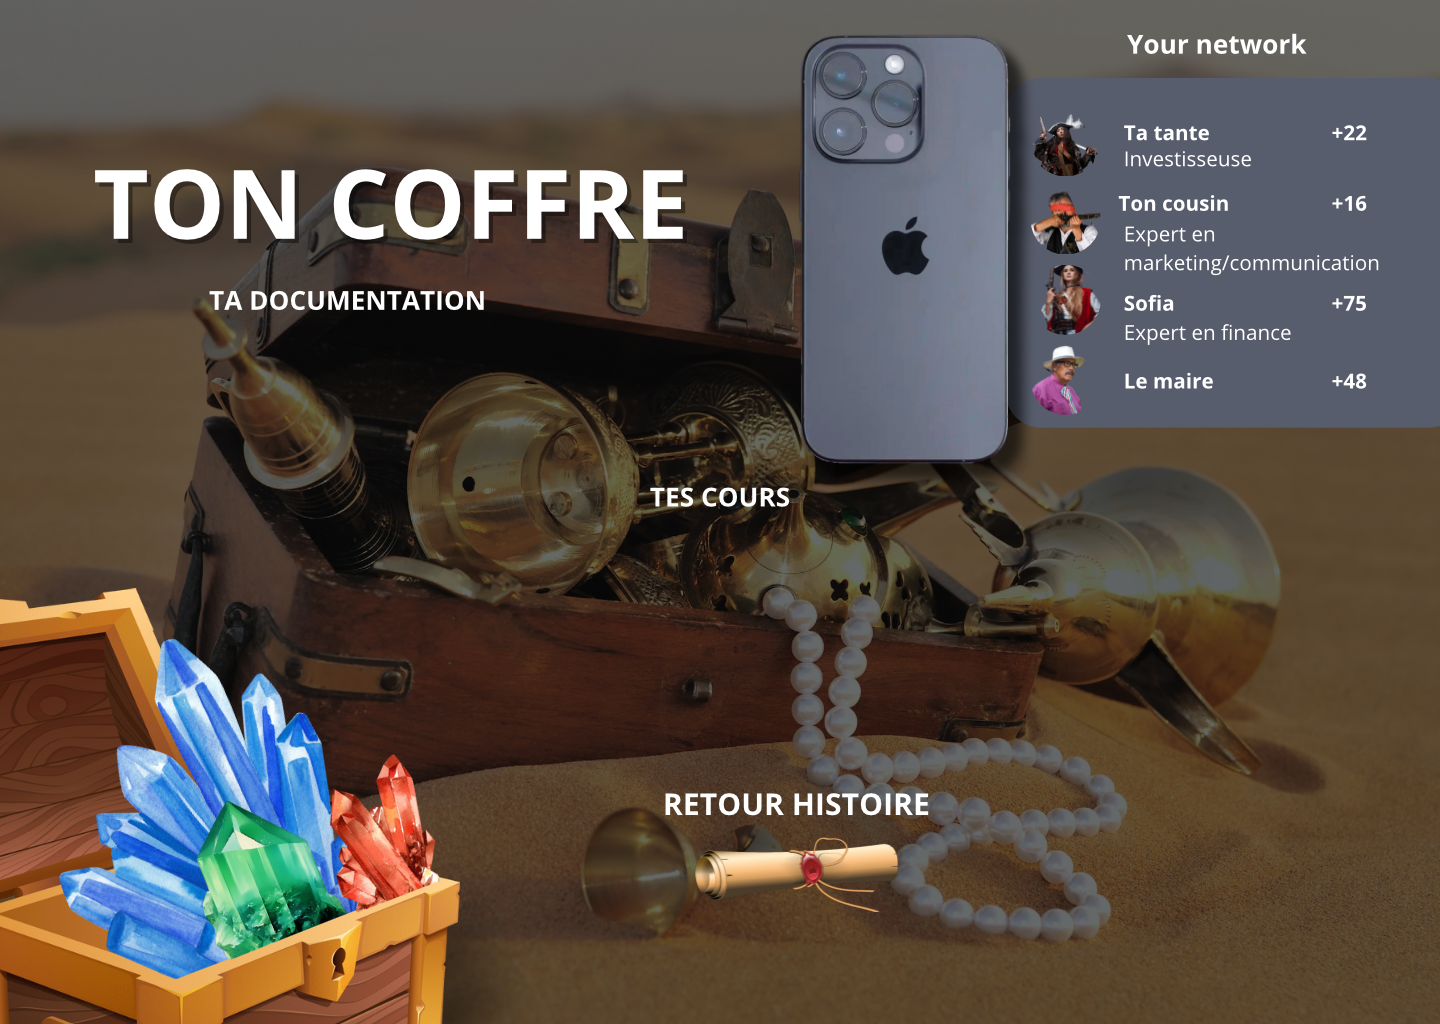 Your network
Ta tante +22
Investisseuse
Ton cousin +16
Expert en
marketing/communication
Sofia +75
Expert en finance
Le maire +48
TON COFFRE
TA DOCUMENTATION
TES COURS
RETOUR HISTOIRE